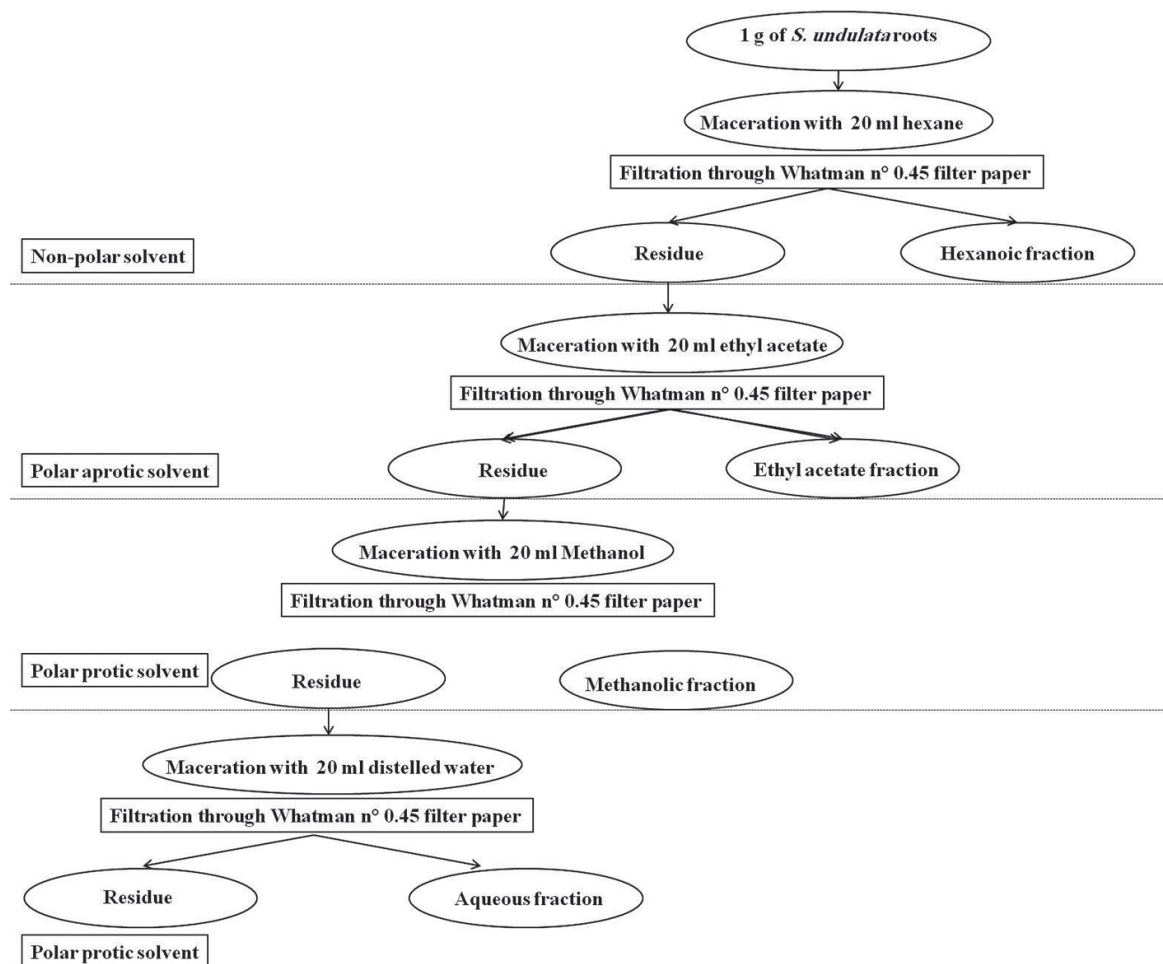 1 g of S. undulata roots
Maceration with 20 ml hexane
Filtration through Whatman n° 0.45 filter paper
Non-polar solvent
Residue
Hexanoic fraction
Maceration with 20 ml ethyl acetate
Filtration through Whatman n° 0.45 filter paper
Polar aprotic solvent
Residue
Ethyl acetate fraction
Maceration with 20 ml Methanol
Filtration through Whatman n° 0.45 filter paper
Polar protic solvent
Residue
Methanolic fraction
Maceration with 20 ml distelled water
Filtration through Whatman n° 0.45 filter paper
Residue
Aqueous fraction
Polar protic solvent